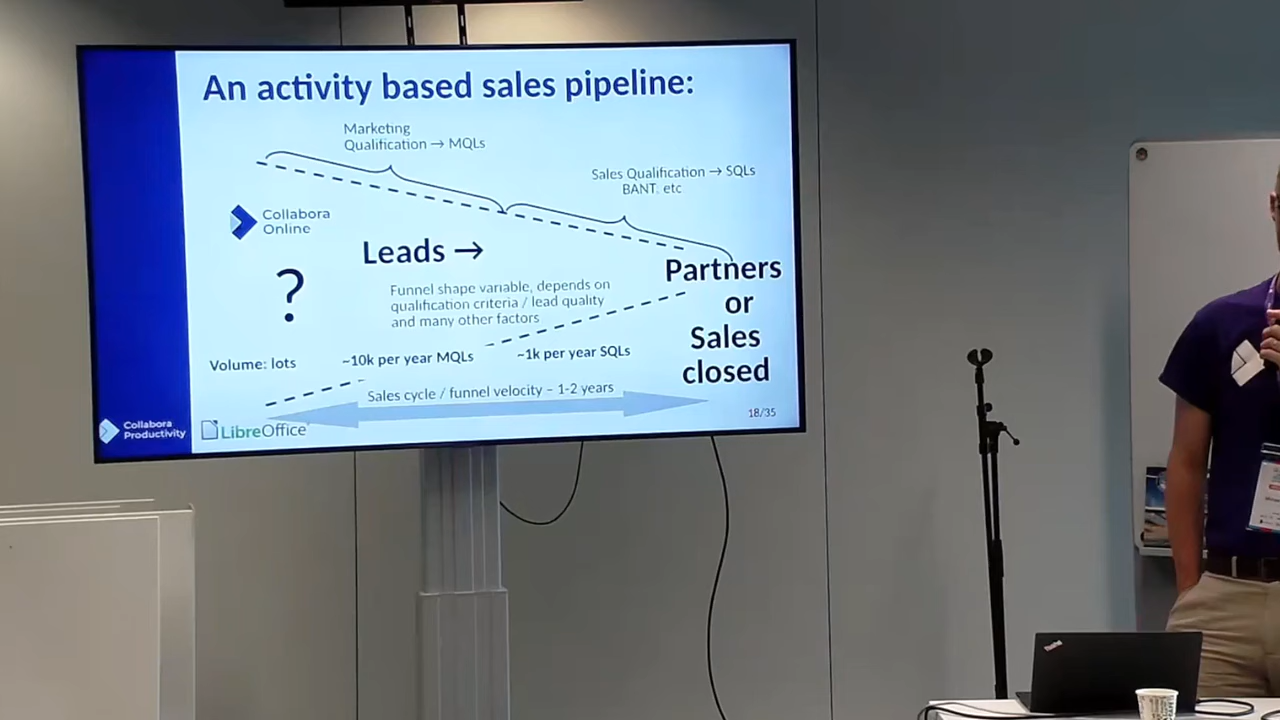 An activity based sales pipeline:
Marketing
Qualification → MQLs
Sales Qualification → SQLs
BANT. etc
Collabora
Online
Leads →
?
Funnel shape variable, depends on
qualification criteria / lead quality
and many other factors
Partners
or
Sales
closed
Volume: lots
~10k per year MQLs
~1k per year SQLs
Sales cycle / funnel velocity – 1-2 years
18/35
Collabora
Productivity
LibreOffice